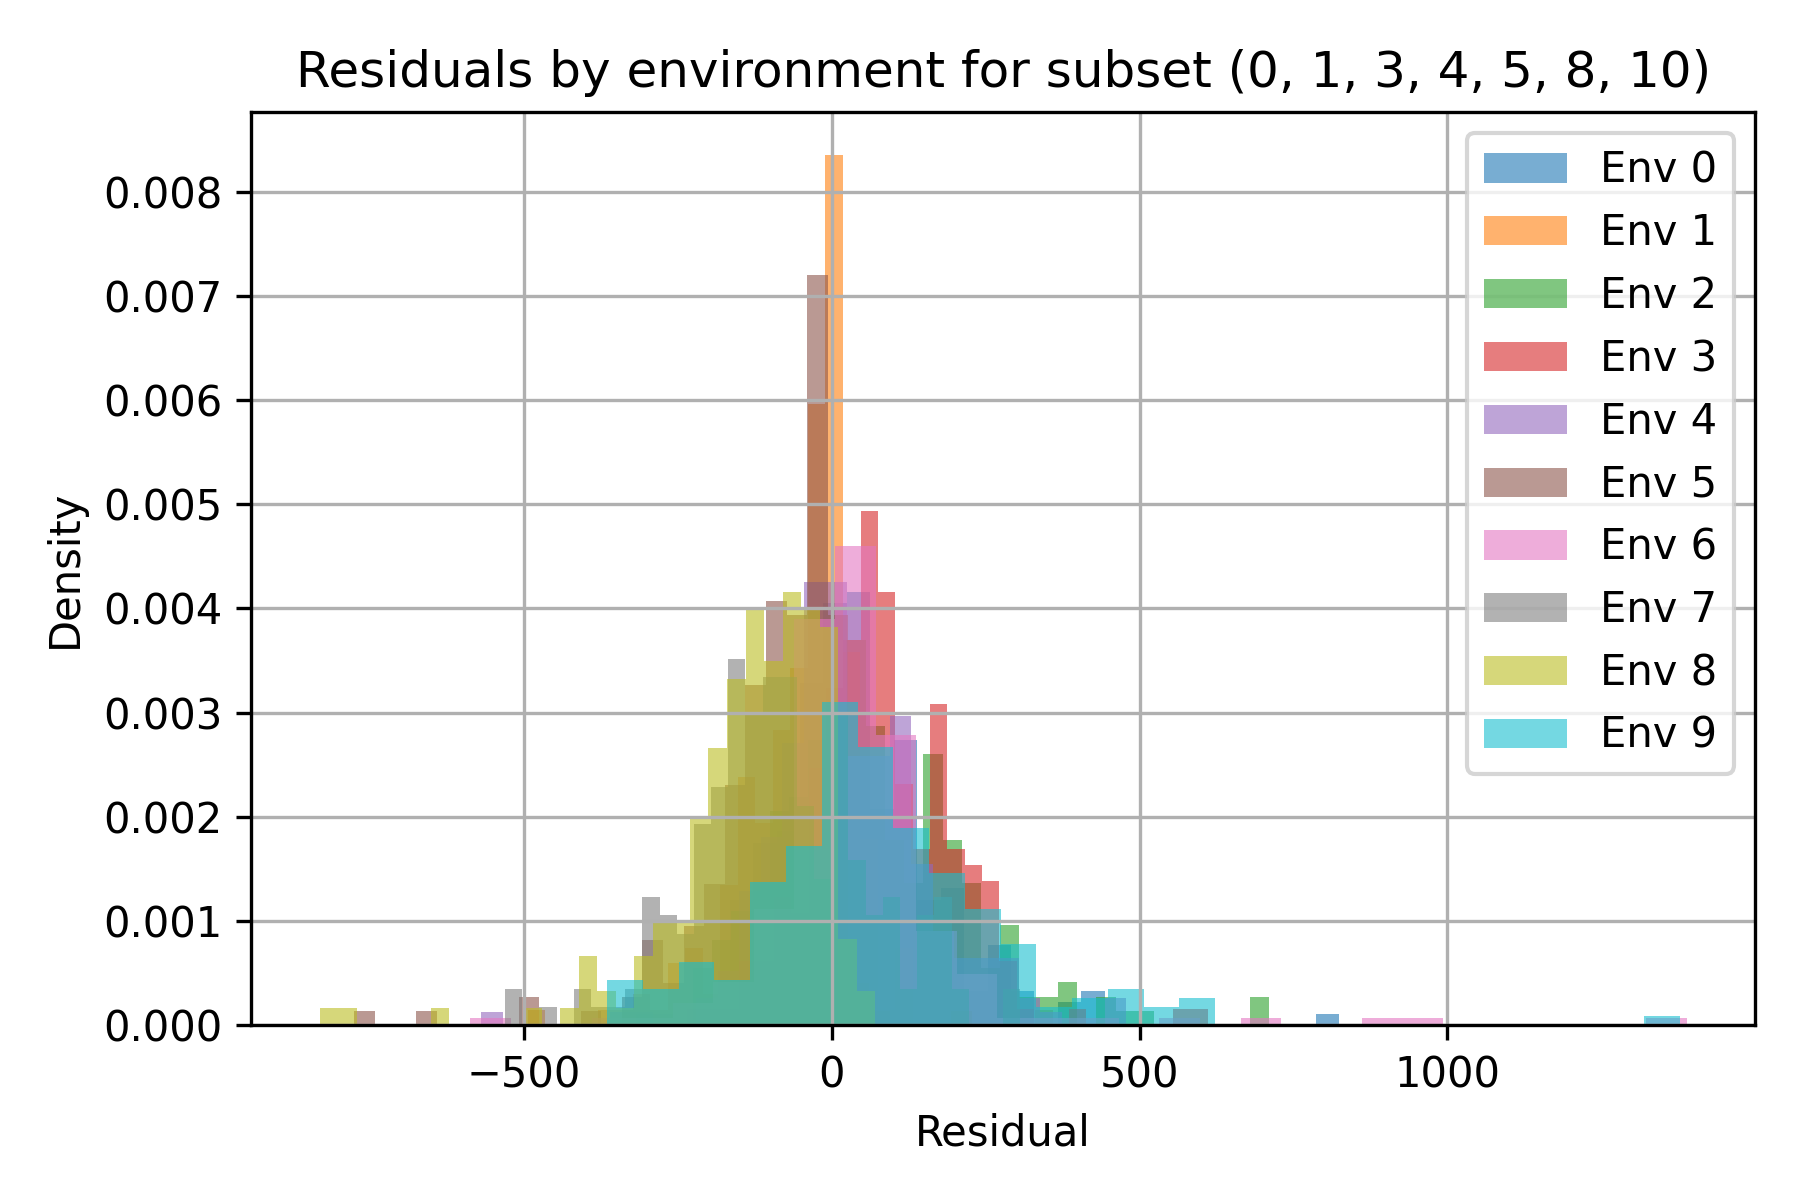 Residuals by environment for subset (0, 1, 3, 4, 5, 8, 10)
0.008
0.007
0.006
0.005
0.004
0.003
0.002
0.001
0.000
Density
−500
0
500
1000
Residual
Env 0
Env 1
Env 2
Env 3
Env 4
Env 5
Env 6
Env 7
Env 8
Env 9